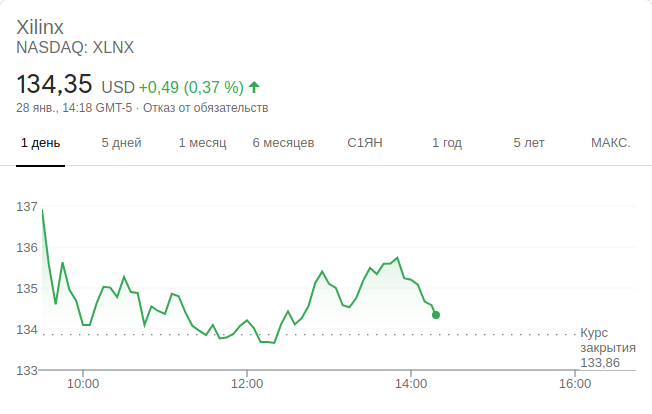 Xilinx
NASDAQ: XLNX
134,35 USD +0,49 (0,37 %)
28 янв., 14:18 GMT-5 · Отказ от обязательств
1 день 5 дней 1 месяц 6 месяцев С1ЯН 1 год 5 лет МАКС.
137
136
135
134
133
Курс
закрытия
133,86
10:00 12:00 14:00 16:00